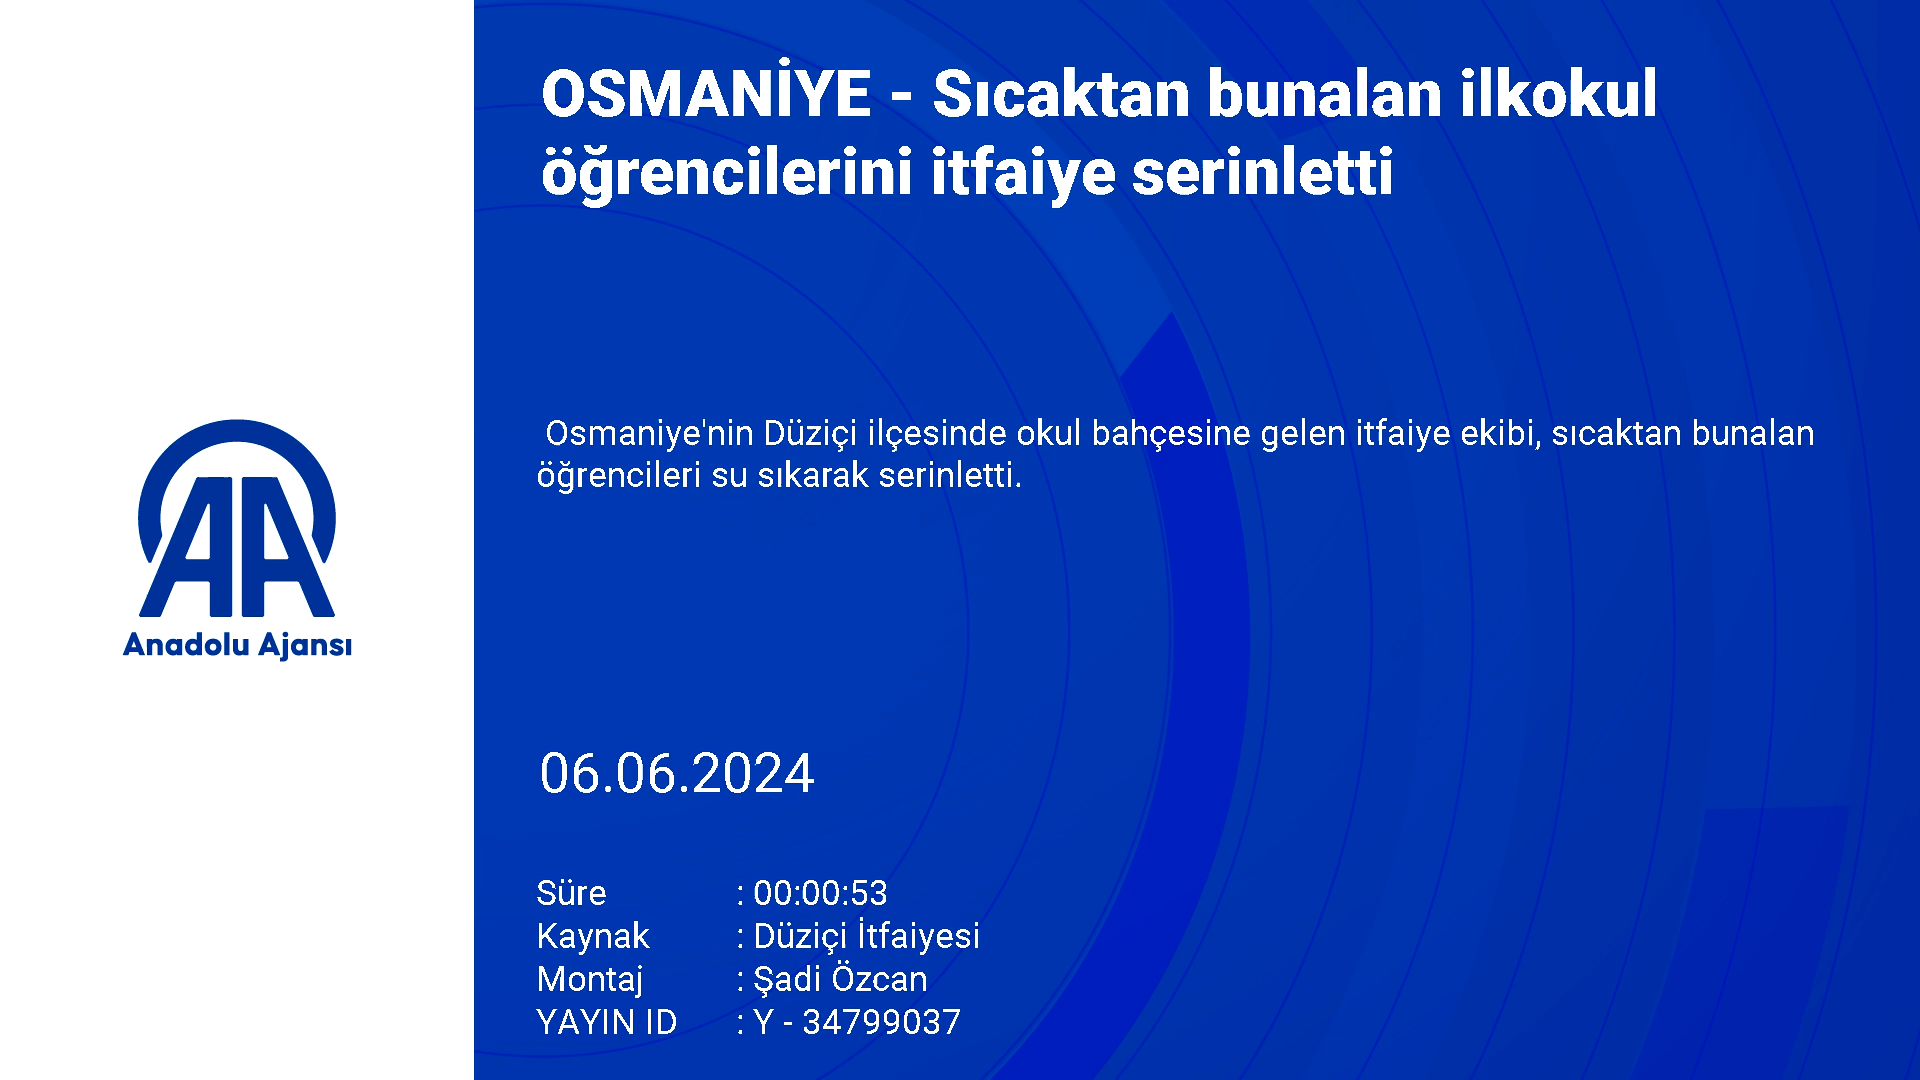 OSMANİYE - Sıcaktan bunalan ilkokul
öğrencilerini itfaiye serinletti
Osmaniye'nin Düziçi ilçesinde okul bahçesine gelen itfaiye ekibi, sıcaktan bunalan
öğrencileri su sıkarak serinletti.
AA
Anadolu Ajansı
06.06.2024
Süre : 00:00:53
Kaynak : Düziçi İtfaiyesi
Montaj : Şadi Özcan
YAYIN ID : Y - 34799037